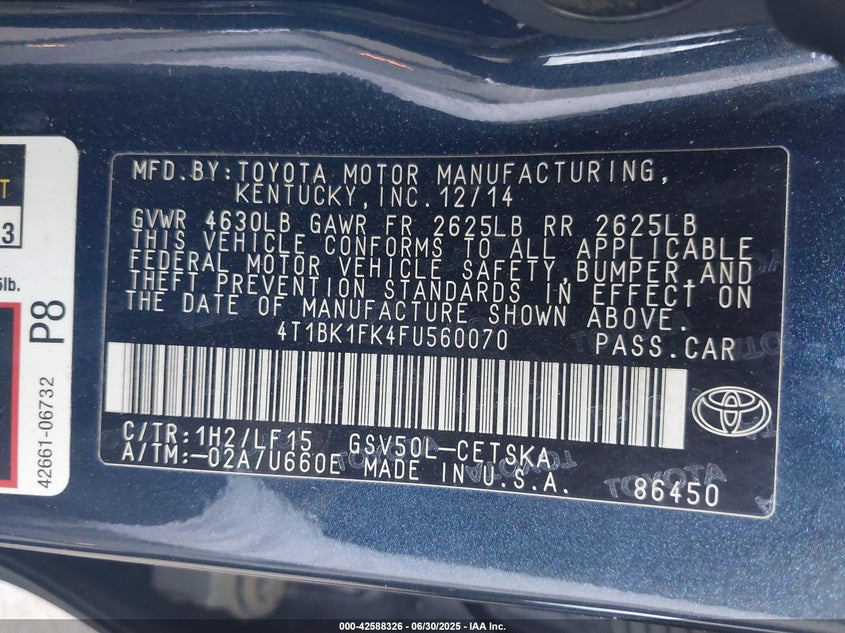 MFD.BY:TOYOTA MOTOR MANUFACTURING,
KENTUCKY,INC.12/14
GVWR 4630LB GAWR FR 2625LB RR 2625LB
THIS VEHICLE CONFORMS TO ALL APPLICABLE
FEDERAL MOTOR VEHICLE SAFETY,BUMPER,AND
THEFT PREVENTION STANDARDS IN EFFECT ON
THE DATE OF MANUFACTURE SHOWN ABOVE.
4T1BK1FK4FU560070 PASS.CAR
C/TR:1H2/LF15 GSV50L-CETSKA
A/TM:-02A/U660E MADE IN U.S.A. 86450
TOYOTA
3
lb.
P8
42661-06732
000-42588326 - 06/30/2025 - IAA Inc.